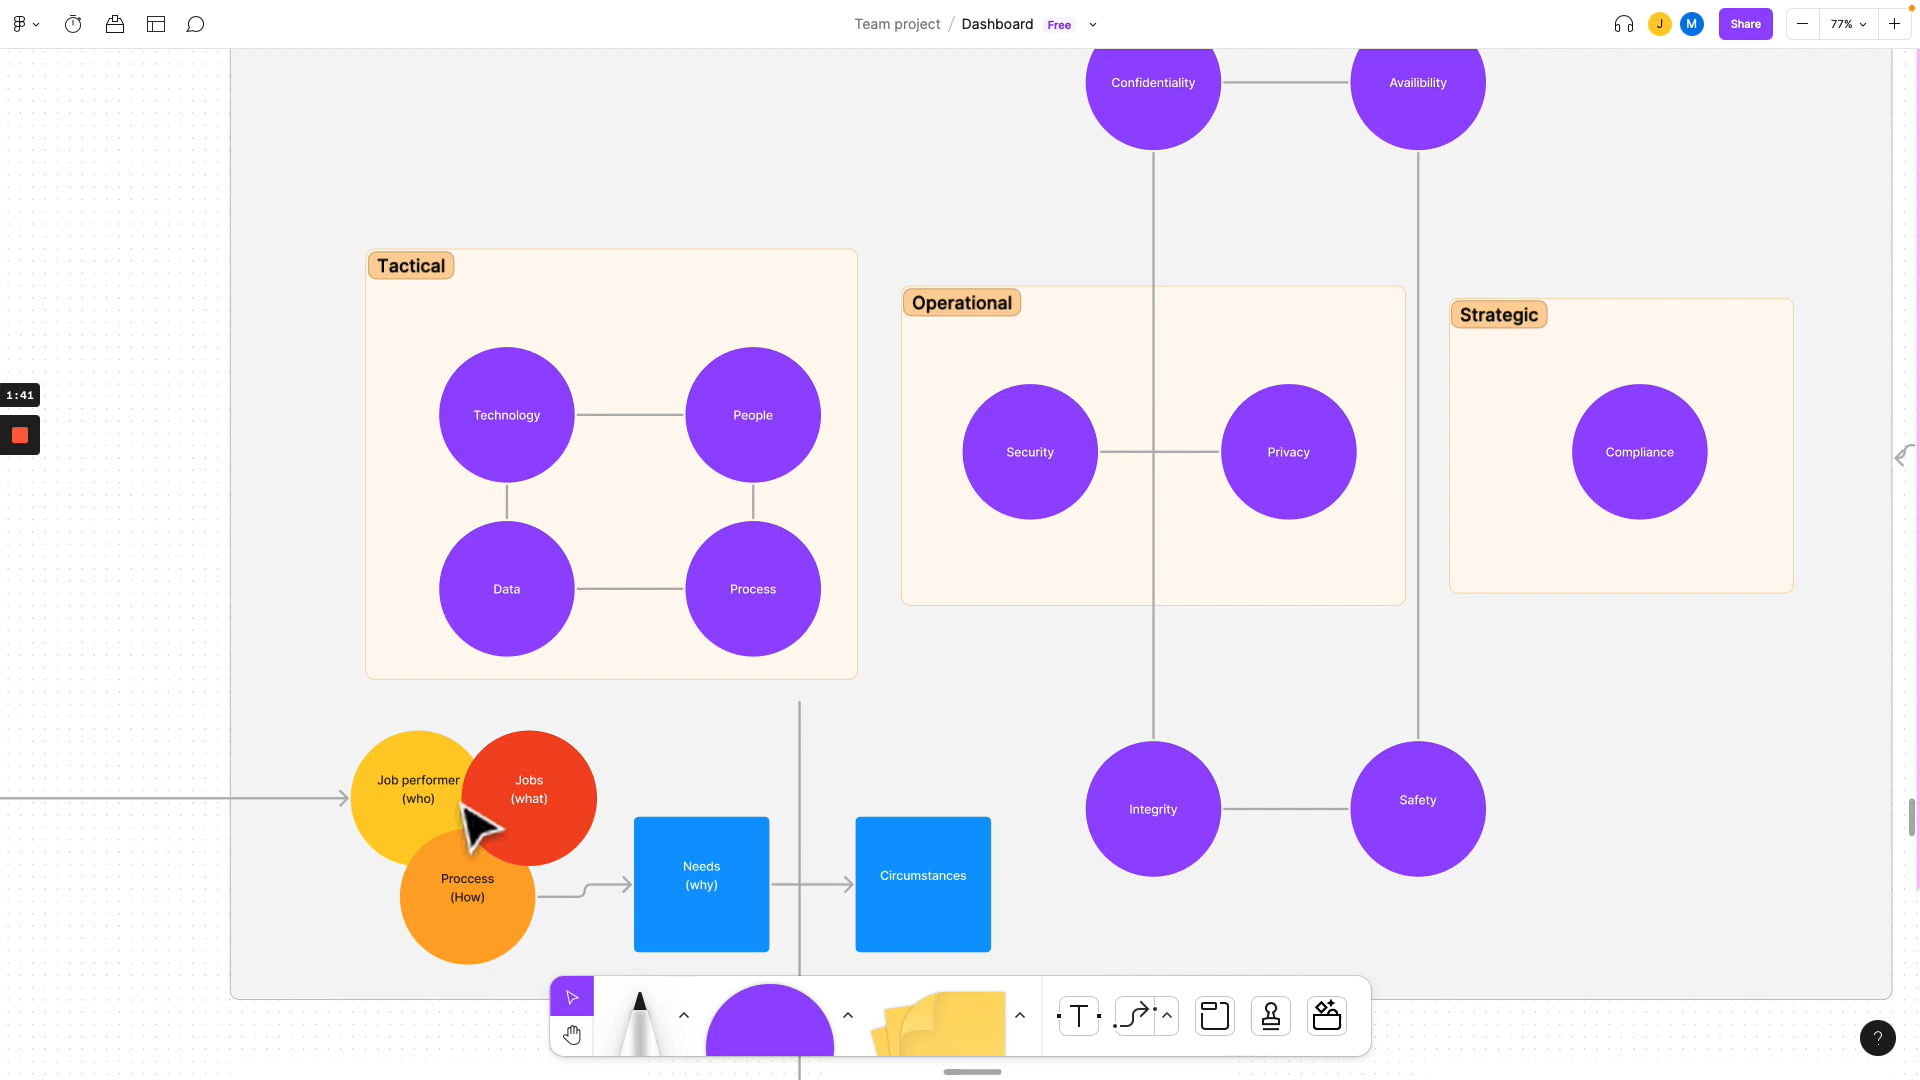 Team project / Dashboard Free
J
M
Share
77%
Confidentiality
Availibility
Tactical
Operational
Strategic
1:41
Technology
People
Security
Privacy
Compliance
Data
Process
Job performer
(who)
Jobs
(what)
Integrity
Safety
Needs
(why)
Circumstances
Proccess
(How)
T
?